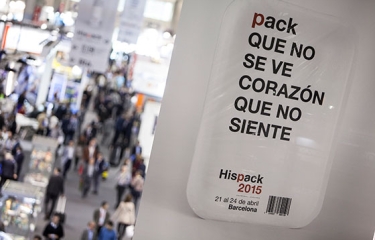 pack
QUE NO
SE VE
CORAZÓN
QUE NO
SIENTE
Hispack
2015
21 al 24 de abril
Barcelona